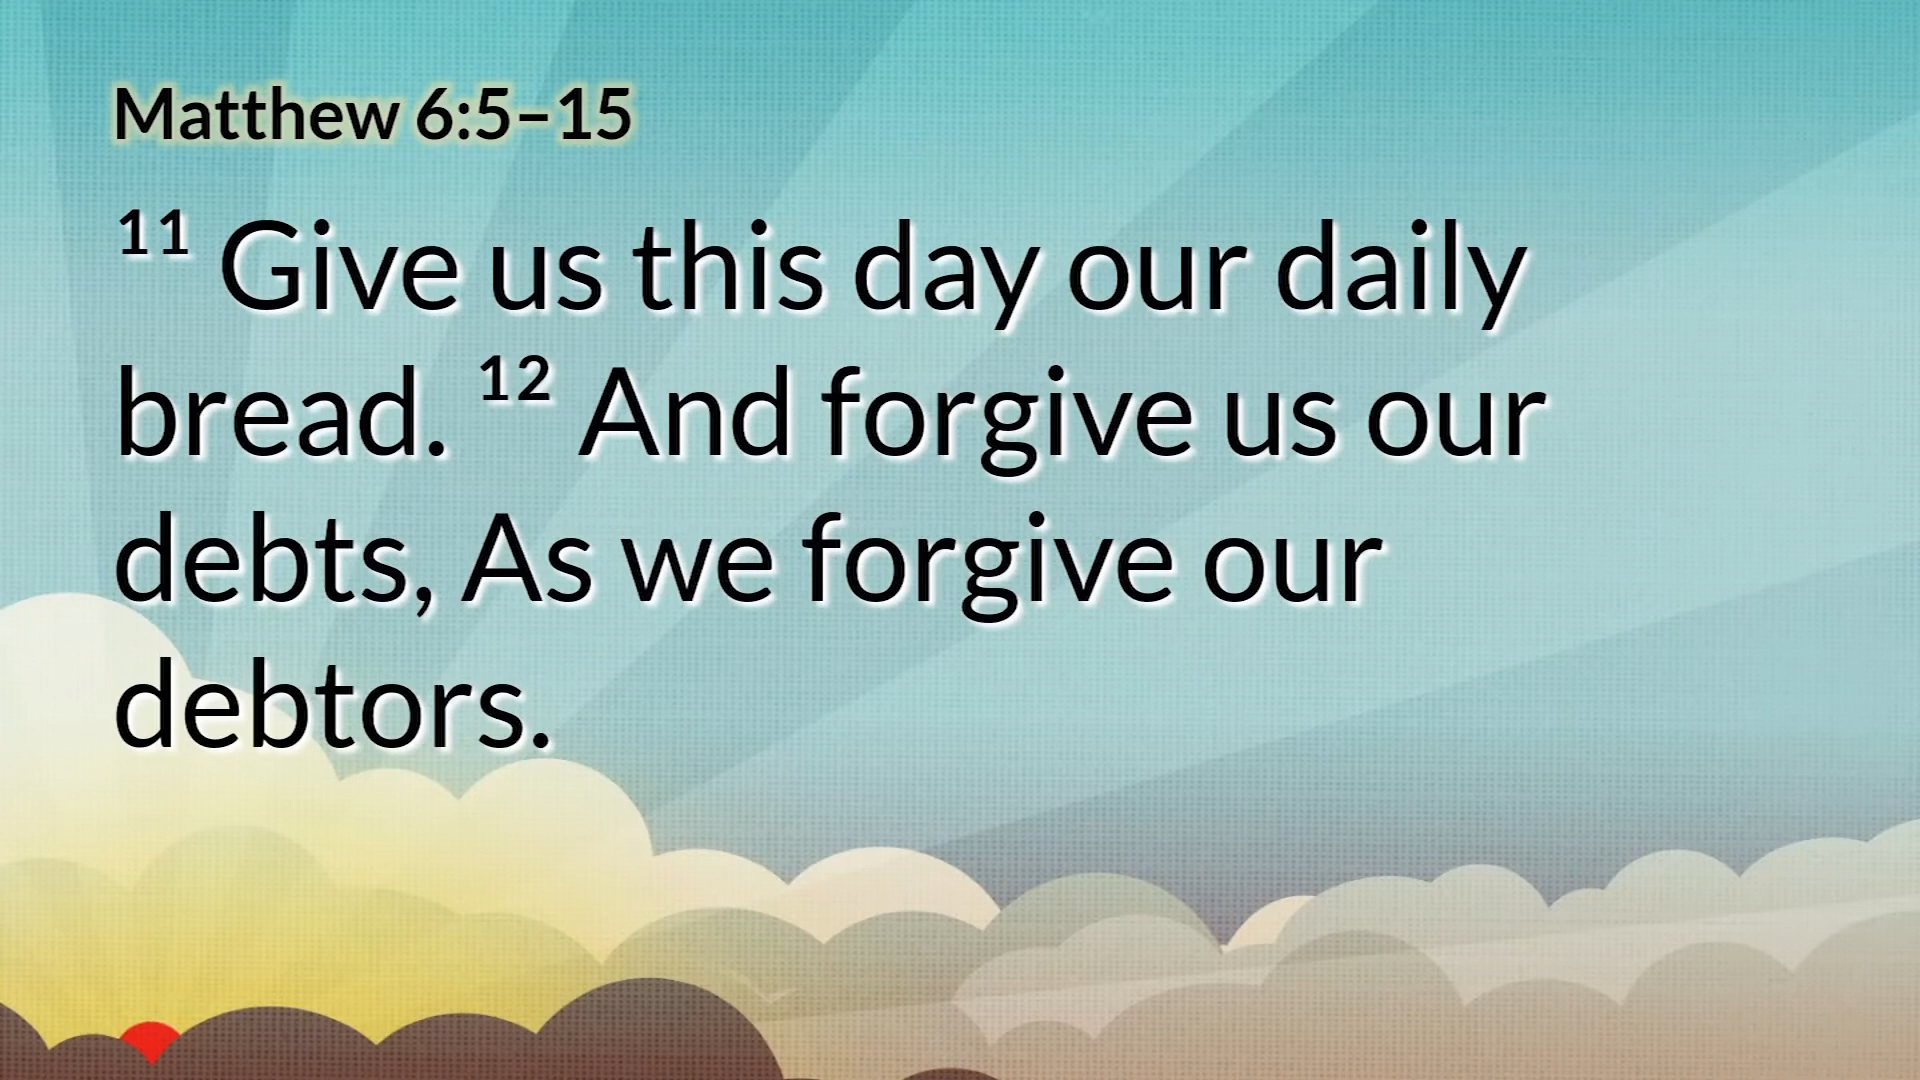 Matthew 6:5–15
11 Give us this day our daily
bread. 12 And forgive us our
debts, As we forgive our
debtors.